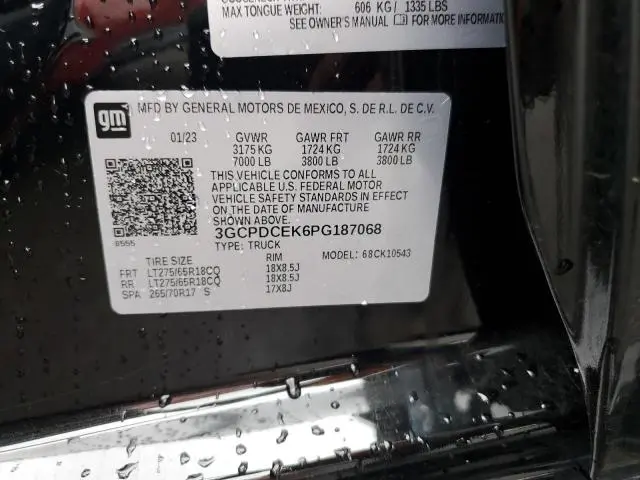 MAX TONGUE WEIGHT: 606 KG/ 1335 LBS
SEE OWNER'S MANUAL FOR MORE INFORMATION
gm
MFD BY GENERAL MOTORS DE MEXICO, S. DE R.L. DE C.V.
01/23 GVWR GAWR FRT GAWR RR
3175 KG 1724 KG 1724 KG
7000 LB 3800 LB 3800 LB
THIS VEHICLE CONFORMS TO ALL
APPLICABLE U.S. FEDERAL MOTOR
VEHICLE SAFETY STANDARDS IN EFFECT
ON THE DATE OF MANUFACTURE
SHOWN ABOVE.
3GCPDCEK6PG187068
8555
TYPE: TRUCK
TIRE SIZE RIM MODEL: 68CK10543
FRT LT275/65R18CQ 18X8.5J
RR LT275/65R18CQ 18X8.5J
SPA 265/70R17 S 17X8J